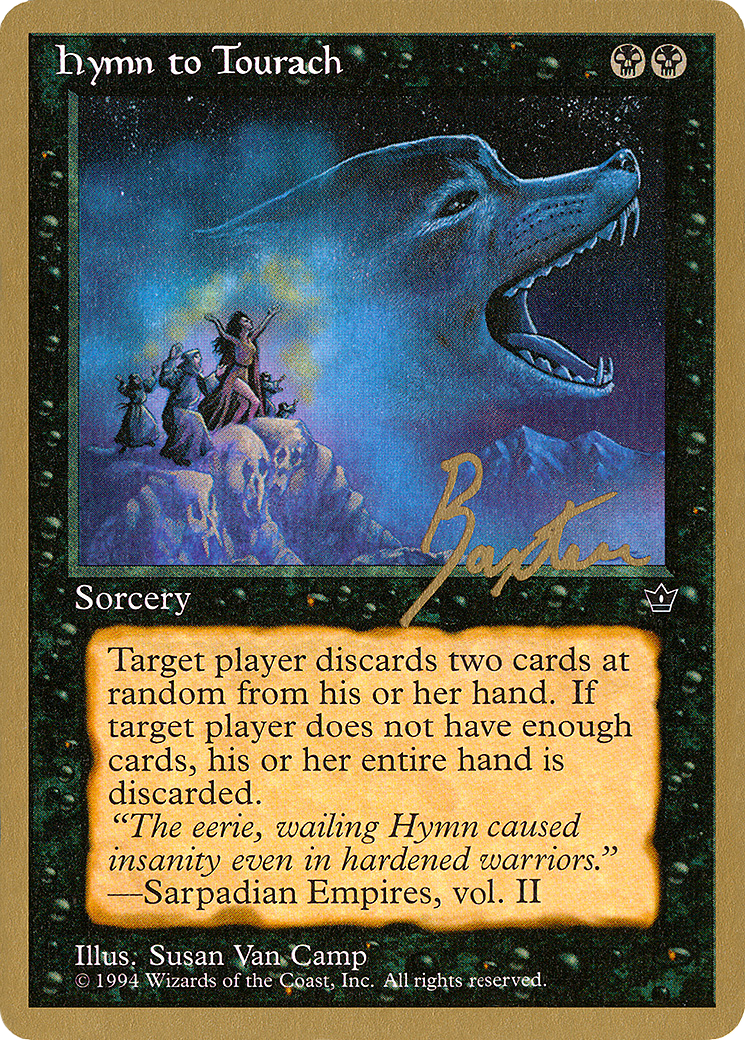 Hymn to Tourach
Baxter
Sorcery
Target player discards two cards at
random from his or her hand. If
target player does not have enough
cards, his or her entire hand is
discarded.
“The eerie, wailing Hymn caused
insanity even in hardened warriors.”
—Sarpadian Empires, vol. II
Illus. Susan Van Camp
© 1994 Wizards of the Coast, Inc. All rights reserved.